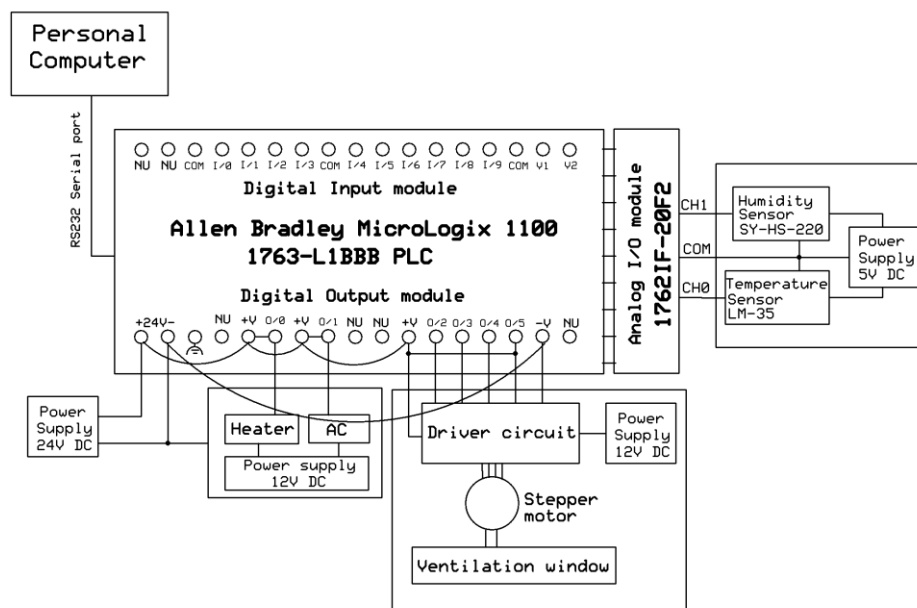 Personal
Computer
RS232 Serial port
NU NU COM I/0 I/1 I/2 I/3 COM I/4 I/5 I/6 I/7 I/8 I/9 COM V1 V2
Digital Input module
Allen Bradley MicroLogix 1100
1763-L1BBB PLC
Digital Output module
+24V- NU +V O/0 +V O/1 NU NU +V O/2 O/3 O/4 O/5 -V NU
Analog I/O module
1762IF-20F2
CH1
COM
CH0
Humidity
Sensor
SY-HS-220
Temperature
Sensor
LM-35
Power
Supply
5V DC
Power
Supply
24V DC
Heater
AC
Power supply
12V DC
Driver circuit
Power
Supply
12V DC
Stepper
motor
Ventilation window